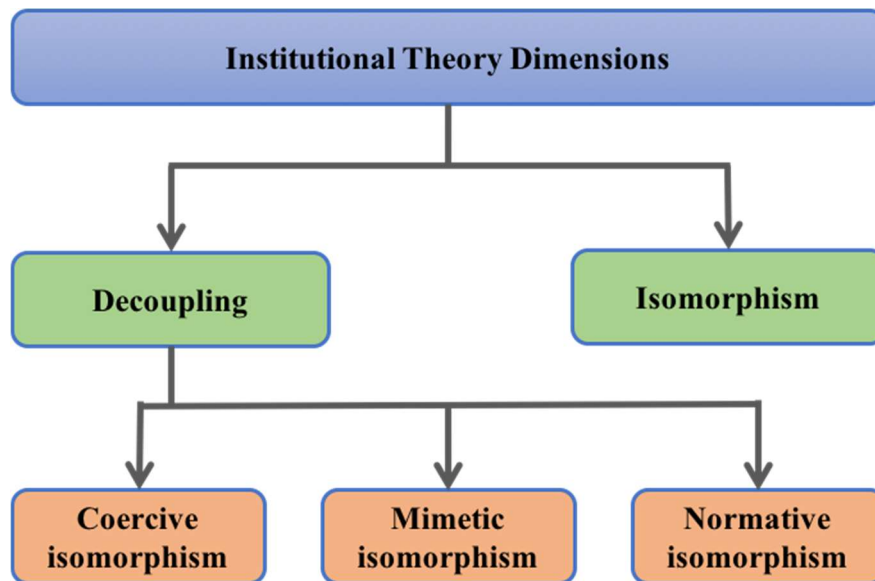 Institutional Theory Dimensions
Decoupling
Isomorphism
Coercive
isomorphism
Mimetic
isomorphism
Normative
isomorphism